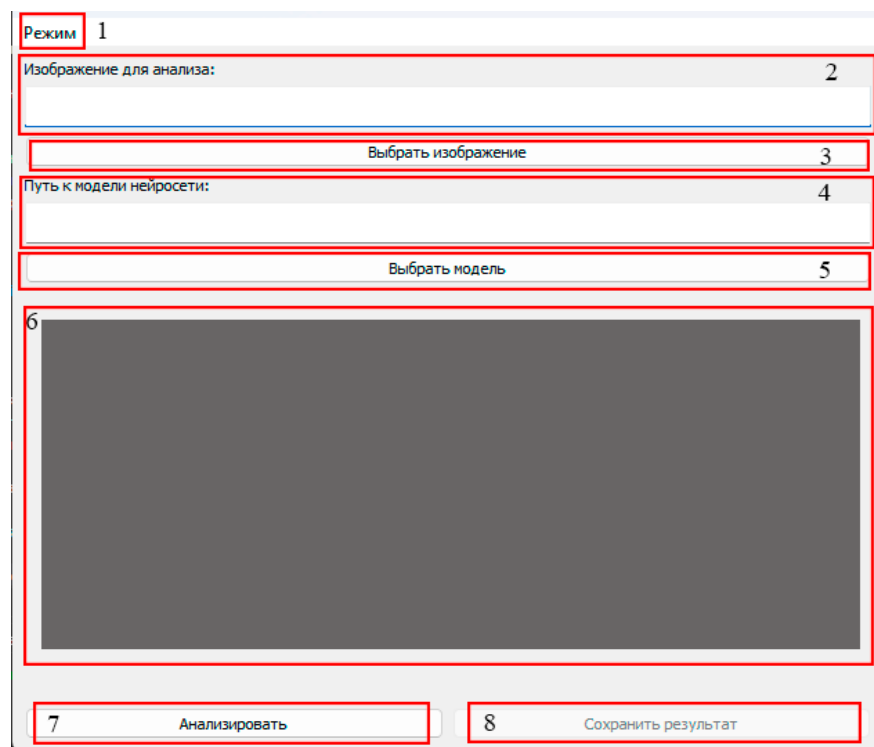 Режим 1
Изображение для анализа: 2
Выбрать изображение 3
Путь к модели нейросети: 4
Выбрать модель 5
6
7 Анализировать 8 Сохранить результат